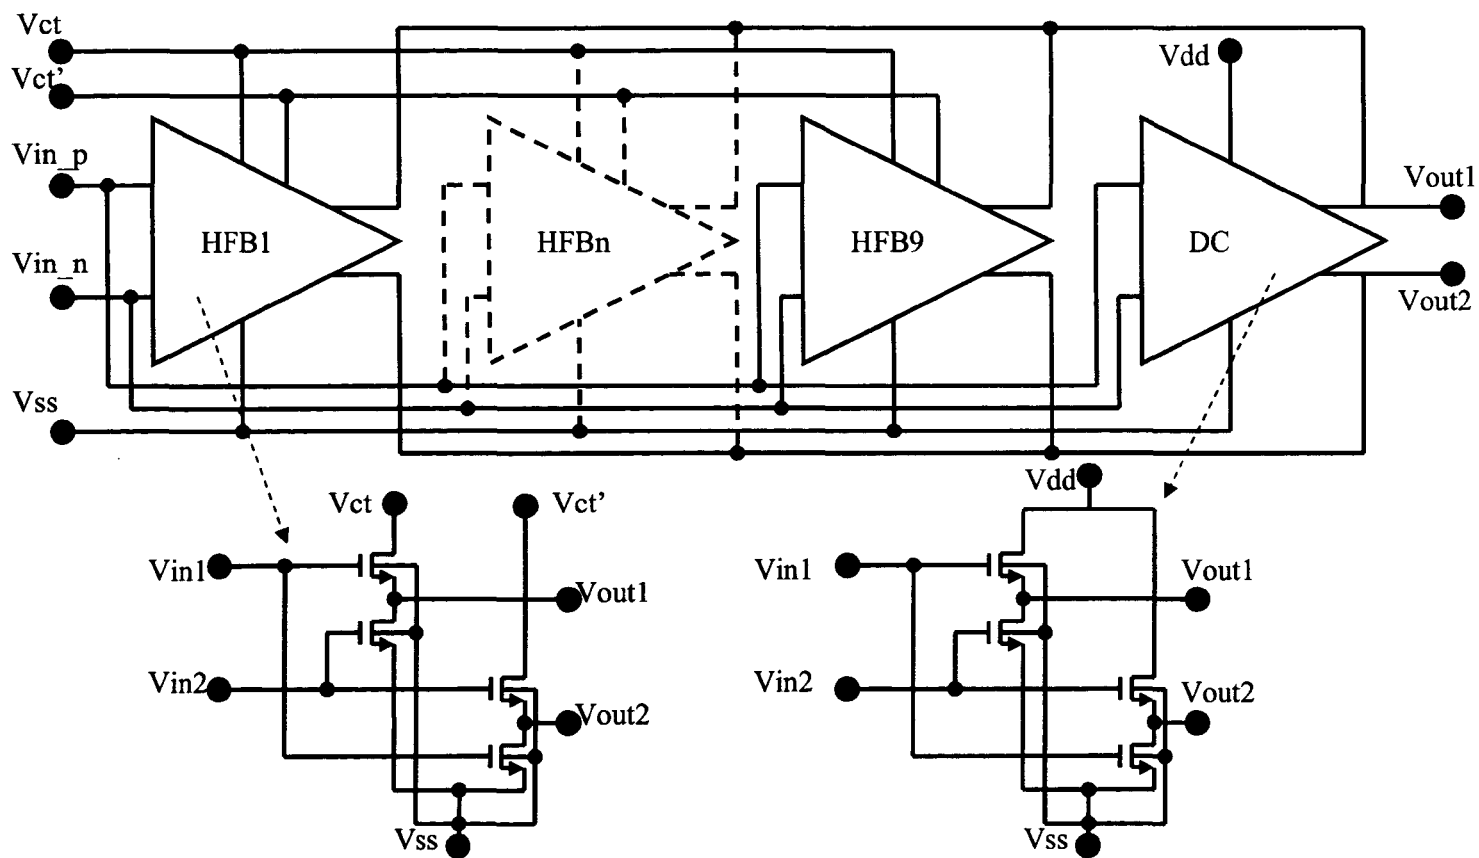 Vct
Vct’
Vdd
Vin_p
Vout1
HFB1
HFBn
HFB9
DC
Vin_n
Vout2
Vss
Vct
Vct’
Vdd
Vin1
Vout1
Vin2
Vout2
Vss
Vin1
Vout1
Vin2
Vout2
Vss